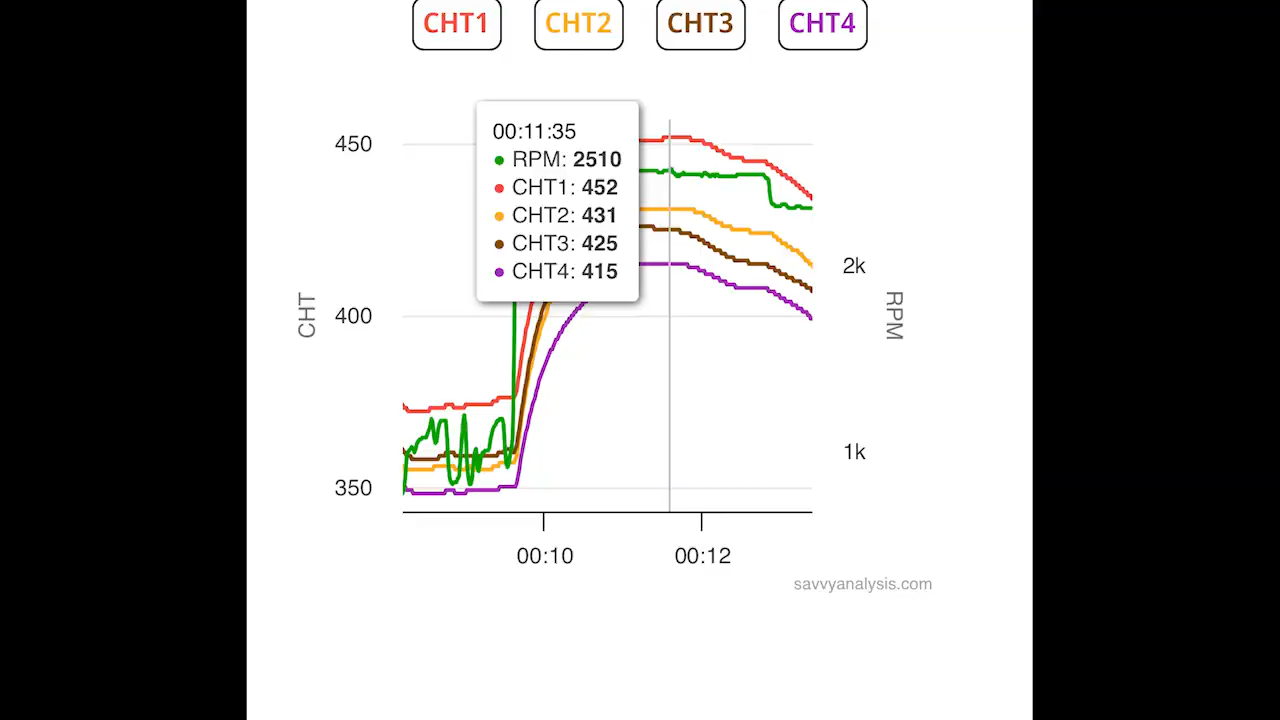 CHT1 CHT2 CHT3 CHT4
00:11:35
RPM: 2510
CHT1: 452
CHT2: 431
CHT3: 425
CHT4: 415
450
400
350
CHT
2k
1k
RPM
00:10 00:12
savvyanalysis.com